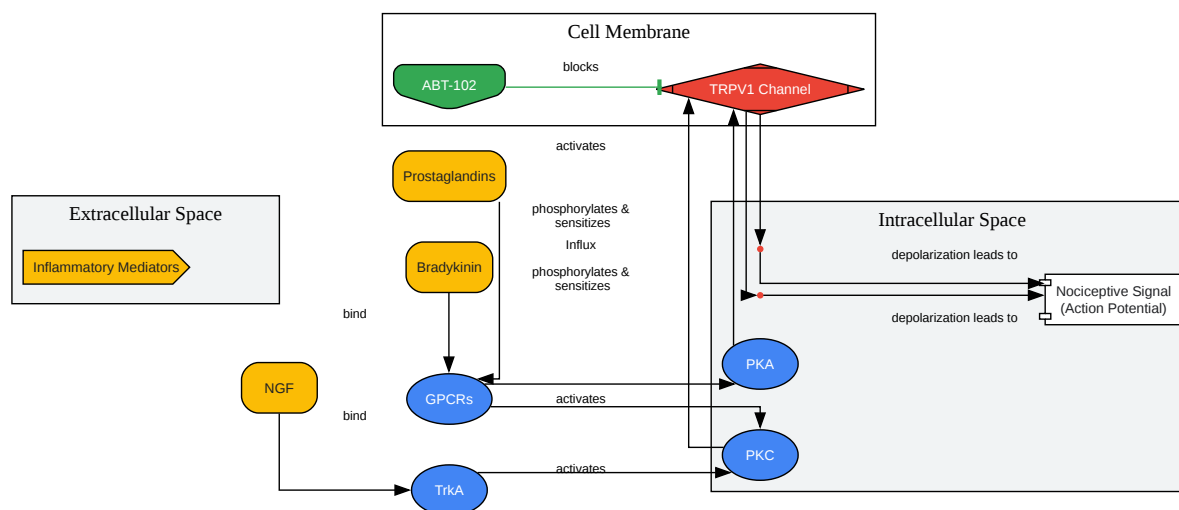 Cell Membrane
ABT-102
blocks
TRPV1 Channel
activates
Prostaglandins
Extracellular Space
Inflammatory Mediators
phosphorylates &
sensitizes
Influx
phosphorylates &
sensitizes
Bradykinin
Intracellular Space
depolarization leads to
Nociceptive Signal
(Action Potential)
depolarization leads to
bind
PKA
NGF
GPCRs
activates
bind
PKC
activates
TrkA